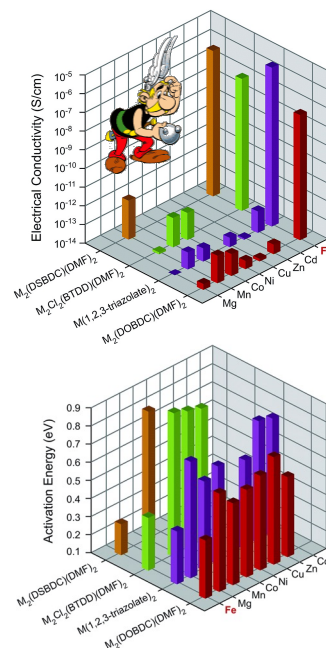 Electrical Conductivity (S/cm)
10-5
10-6
10-7
10-8
10-9
10-10
10-11
10-12
10-13
10-14
M2(DSBDC)(DMF)2
M2Cl2(BTDD)(DMF)2
M(1,2,3-triazolate)2
M2(DOBDC)(DMF)2
Mg
Mn
Co
Ni
Cu
Zn
Cd
F
Activation Energy (eV)
0.9
0.8
0.7
0.6
0.5
0.4
0.3
0.2
0.1
M2(DSBDC)(DMF)2
M2Cl2(BTDD)(DMF)2
M(1,2,3-triazolate)2
M2(DOBDC)(DMF)2
Fe
Mg
Mn
Co
Ni
Cu
Zn
Cd